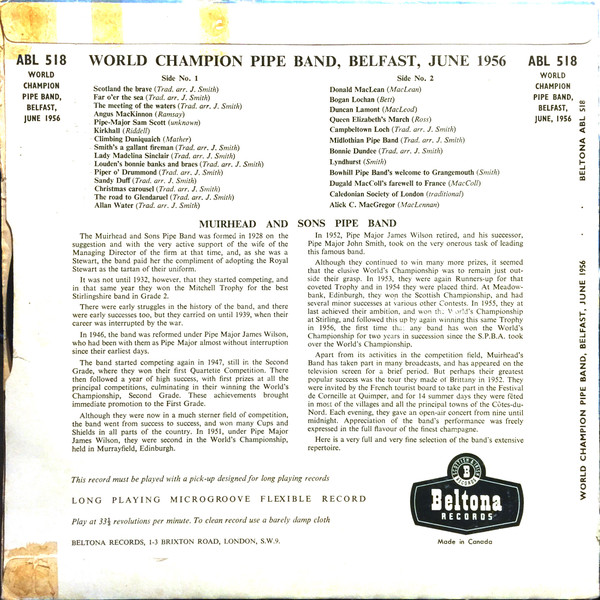 ABL 518
WORLD
CHAMPION
PIPE BAND,
BELFAST,
JUNE 1956
WORLD CHAMPION PIPE BAND, BELFAST, JUNE 1956
ABL 518
WORLD
CHAMPION
PIPE BAND,
BELFAST,
JUNE 1956
Side No. 1
Scotland the brave (Trad. arr. J. Smith)
Far o'er the sea (Trad. arr. J. Smith)
The meeting of the waters (Trad. arr. J. Smith)
Angus MacKinnon (Ramsay)
Pipe-Major Sam Scott (unknown)
Kirkhall (Riddell)
Climbing Duniquaich (Mather)
Smith's a gallant fireman (Trad. arr. J. Smith)
Lady Madelina Sinclair (Trad. arr. J. Smith)
Louden's bonnie banks and braes (Trad. arr. J. Smith)
Piper o' Drummond (Trad. arr. J. Smith)
Sandy Duff (Trad. arr. J. Smith)
Christmas carousel (Trad. arr. J. Smith)
The road to Glendaruel (Trad. arr. J. Smith)
Allan Water (Trad. arr. J. Smith)
Side No. 2
Donald MacLean (MacLean)
Bogan Lochan (Bett)
Duncan Lamont (MacLeod)
Queen Elizabeth's March (Ross)
Campbeltown Loch (Trad. arr. J. Smith)
Midlothian Pipe Band (Trad. arr. J. Smith)
Bonnie Dundee (Trad. arr. J. Smith)
Lyndhurst (Smith)
Bowhill Pipe Band's welcome to Grangemouth (Smith)
Dugald MacColl's farewell to France (MacColl)
Caledonian Society of London (traditional)
Alick C. MacGregor (MacLennan)
MUIRHEAD AND SONS PIPE BAND
The Muirhead and Sons Pipe Band was formed in 1928 on the
suggestion and with the very active support of the wife of the
Managing Director of the firm at that time, and, as she was a
Stewart, the band paid her the compliment of adopting the Royal
Stewart as the tartan of their uniform.
It was not until 1932, however, that they started competing, and
in that same year they won the Mitchell Trophy for the best
Stirlingshire band in Grade 2.
There were early struggles in the history of the band, and there
were early successes too, but they carried on until 1939, when their
career was interrupted by the war.
In 1946, the band was reformed under Pipe Major James Wilson,
who had been with them as Pipe Major almost without interruption
since their earliest days.
The band started competing again in 1947, still in the Second
Grade, where they won their first Quartette Competition. There
then followed a year of high success, with first prizes at all the
principal competitions, culminating in their winning the World's
Championship, Second Grade. These achievements brought
immediate promotion to the First Grade.
Although they were now in a much sterner field of competition,
the band went from success to success, and won many Cups and
Shields in all parts of the country. In 1951, under Pipe Major
James Wilson, they were second in the World's Championship,
held in Murrayfield, Edinburgh.
In 1952, Pipe Major James Wilson retired, and his successor,
Pipe Major John Smith, took on the very onerous task of leading
this famous band.
Although they continued to win many more prizes, it seemed
that the elusive World's Championship was to remain just out-
side their grasp. In 1953, they were again Runners-up for that
coveted Trophy and in 1954 they were placed third. At Meadow-
bank, Edinburgh, they won the Scottish Championship, and had
several minor successes at various other Contests. In 1955, they at
last achieved their ambition, and won the World's Championship
at Stirling, and followed this up by again winning this same Trophy
in 1956, the first time any band has won the World's
Championship for two years in succession since the S.P.B.A. took
over the World's Championship.
Apart from its activities in the competition field, Muirhead's
Band has taken part in many broadcasts, and has appeared on the
television screen for a brief period. But perhaps their greatest
popular success was the tour they made of Brittany in 1952. They
were invited by the French tourist board to take part in the Festival
de Corneille at Quimper, and for 14 summer days they were fêted
in most of the villages and all the principal towns of the Côtes-du-
Nord. Each evening, they gave an open-air concert from nine until
midnight. Appreciation of the band's performance was freely
expressed in the full flavour of the finest champagne.
Here is a very full and very fine selection of the band's extensive
repertoire.
This record must be played with a pick-up designed for long playing records
LONG PLAYING MICROGROOVE FLEXIBLE RECORD
Play at 33⅓ revolutions per minute. To clean record use a barely damp cloth
BELTONA RECORDS, 1-3 BRIXTON ROAD, LONDON, S.W.9.
B
Beltona
RECORDS
Made in Canada
BELTONA ABL 518
WORLD CHAMPION PIPE BAND, BELFAST, JUNE 1956